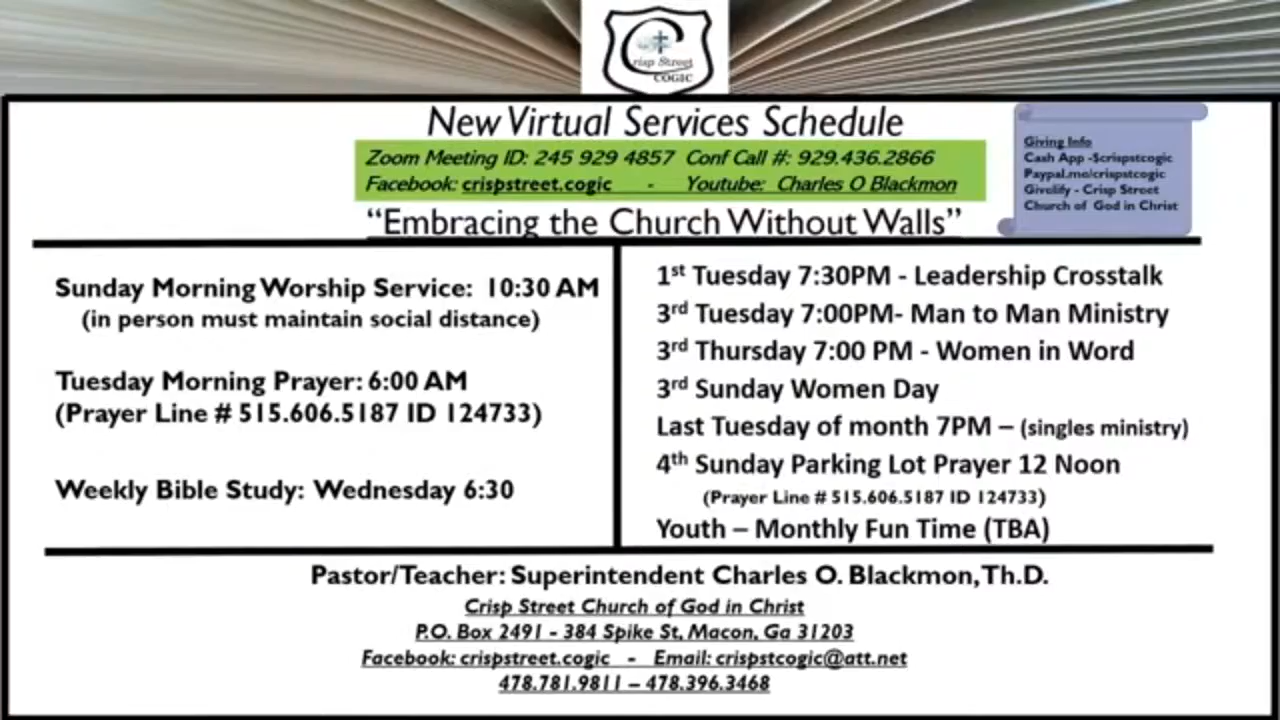 Crisp Street
COGIC
New Virtual Services Schedule
Zoom Meeting ID: 245 929 4857 Conf Call #: 929.436.2866
Facebook: crispstreet.cogic - Youtube: Charles O Blackmon
"Embracing the Church Without Walls"
Giving Info
Cash App -$crispstcogic
Paypal.me/crispstcogic
Givelify - Crisp Street
Church of God in Christ
Sunday Morning Worship Service: 10:30 AM
(in person must maintain social distance)
Tuesday Morning Prayer: 6:00 AM
(Prayer Line # 515.606.5187 ID 124733)
Weekly Bible Study: Wednesday 6:30
1st Tuesday 7:30PM - Leadership Crosstalk
3rd Tuesday 7:00PM- Man to Man Ministry
3rd Thursday 7:00 PM - Women in Word
3rd Sunday Women Day
Last Tuesday of month 7PM – (singles ministry)
4th Sunday Parking Lot Prayer 12 Noon
(Prayer Line # 515.606.5187 ID 124733)
Youth – Monthly Fun Time (TBA)
Pastor/Teacher: Superintendent Charles O. Blackmon, Th.D.
Crisp Street Church of God in Christ
P.O. Box 2491 - 384 Spike St, Macon, Ga 31203
Facebook: crispstreet.cogic - Email: crispstcogic@att.net
478.781.9811 – 478.396.3468